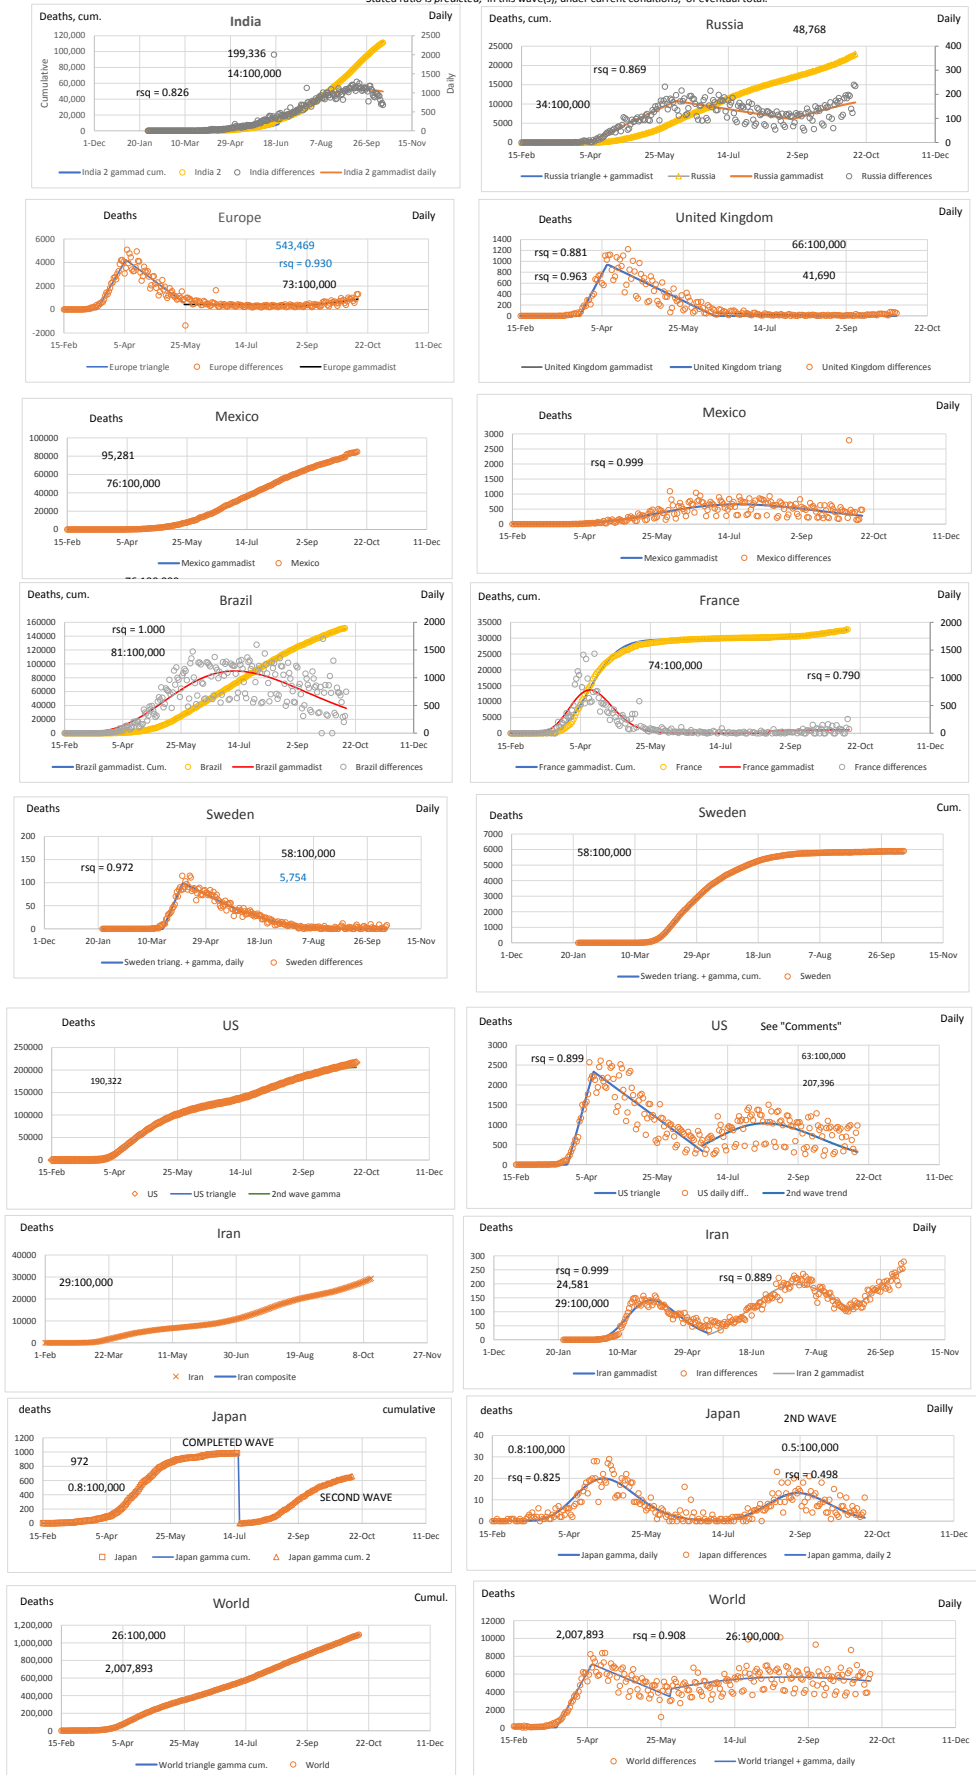 Stated ratio is predicted, in this wave(s), under current conditions, of eventual total.
Deaths, cum.
India
Daily
Cumulative
120,000
100,000
80,000
60,000
40,000
20,000
0
199,336
14:100,000
rsq = 0.826
2500
2000
1500
1000
500
0
Daily
1-Dec 20-Jan 10-Mar 29-Apr 18-Jun 7-Aug 26-Sep 15-Nov
India 2 gammad cum. India 2 India differences India 2 gammadist daily
Deaths, cum.
Russia
Daily
25000
20000
15000
10000
5000
0
48,768
rsq = 0.869
34:100,000
400
300
200
100
0
15-Feb 5-Apr 25-May 14-Jul 2-Sep 22-Oct 11-Dec
Russia triangle + gammadist Russia Russia gammadist Russia differences
Deaths
Europe
Daily
6000
4000
2000
0
-2000
543,469
rsq = 0.930
73:100,000
15-Feb 5-Apr 25-May 14-Jul 2-Sep 22-Oct 11-Dec
Europe triangle Europe differences Europe gammadist
Deaths
United Kingdom
Daily
1400
1200
1000
800
600
400
200
0
rsq = 0.881
rsq = 0.963
66:100,000
41,690
15-Feb 5-Apr 25-May 14-Jul 2-Sep 22-Oct
United Kingdom gammadist United Kingdom triang United Kingdom differences
Deaths
Mexico
100000
80000
60000
40000
20000
0
95,281
76:100,000
15-Feb 5-Apr 25-May 14-Jul 2-Sep 22-Oct 11-Dec
Mexico gammadist Mexico
76:100,000
Deaths
Mexico
Daily
3000
2500
2000
1500
1000
500
0
rsq = 0.999
15-Feb 5-Apr 25-May 14-Jul 2-Sep 22-Oct 11-Dec
Mexico gammadist Mexico differences
Deaths, cum.
Brazil
Daily
160000
140000
120000
100000
80000
60000
40000
20000
0
rsq = 1.000
81:100,000
2000
1500
1000
500
0
15-Feb 5-Apr 25-May 14-Jul 2-Sep 22-Oct 11-Dec
Brazil gammadist. Cum. Brazil Brazil gammadist Brazil differences
Deaths, cum.
France
Daily
35000
30000
25000
20000
15000
10000
5000
0
74:100,000
rsq = 0.790
2000
1500
1000
500
0
15-Feb 5-Apr 25-May 14-Jul 2-Sep 22-Oct 11-Dec
France gammadist. Cum. France France gammadist France differences
Deaths
Sweden
Daily
200
150
100
50
0
rsq = 0.972
58:100,000
5,754
1-Dec 20-Jan 10-Mar 29-Apr 18-Jun 7-Aug 26-Sep 15-Nov
Sweden triang. + gamma, daily Sweden differences
Deaths
Sweden
Cum.
7000
6000
5000
4000
3000
2000
1000
0
58:100,000
1-Dec 20-Jan 10-Mar 29-Apr 18-Jun 7-Aug 26-Sep 15-Nov
Sweden triang. + gamma, cum. Sweden
Deaths
US
250000
200000
150000
100000
50000
0
190,322
15-Feb 5-Apr 25-May 14-Jul 2-Sep 22-Oct 11-Dec
US US triangle 2nd wave gamma
Deaths
US
See "Comments"
Daily
3000
2500
2000
1500
1000
500
0
rsq = 0.899
63:100,000
207,396
15-Feb 5-Apr 25-May 14-Jul 2-Sep 22-Oct 11-Dec
US triangle US daily diff.. 2nd wave trend
Deaths
Iran
40000
30000
20000
10000
0
29:100,000
1-Feb 22-Mar 11-May 30-Jun 19-Aug 8-Oct 27-Nov
Iran Iran composite
Deaths
Iran
Daily
300
250
200
150
100
50
0
rsq = 0.999
24,581
29:100,000
rsq = 0.889
1-Dec 20-Jan 10-Mar 29-Apr 18-Jun 7-Aug 26-Sep 15-Nov
Iran gammadist Iran differences Iran 2 gammadist
deaths
Japan
cumulative
1200
1000
800
600
400
200
0
COMPLETED WAVE
972
0.8:100,000
SECOND WAVE
15-Feb 5-Apr 25-May 14-Jul 2-Sep 22-Oct 11-Dec
Japan Japan gamma cum. Japan gamma cum. 2
deaths
Japan
2ND WAVE
Dailly
40
30
20
10
0
0.8:100,000
rsq = 0.825
0.5:100,000
rsq = 0.498
15-Feb 5-Apr 25-May 14-Jul 2-Sep 22-Oct 11-Dec
Japan gamma, daily Japan differences Japan gamma, daily 2
Deaths
World
Cumul.
1,200,000
1,000,000
800,000
600,000
400,000
200,000
0
26:100,000
2,007,893
15-Feb 5-Apr 25-May 14-Jul 2-Sep 22-Oct 11-Dec
World triangle gamma cum. World
Deaths
World
Daily
12000
10000
8000
6000
4000
2000
0
2,007,893
rsq = 0.908
26:100,000
15-Feb 5-Apr 25-May 14-Jul 2-Sep 22-Oct 11-Dec
World differences World triangel + gamma, daily